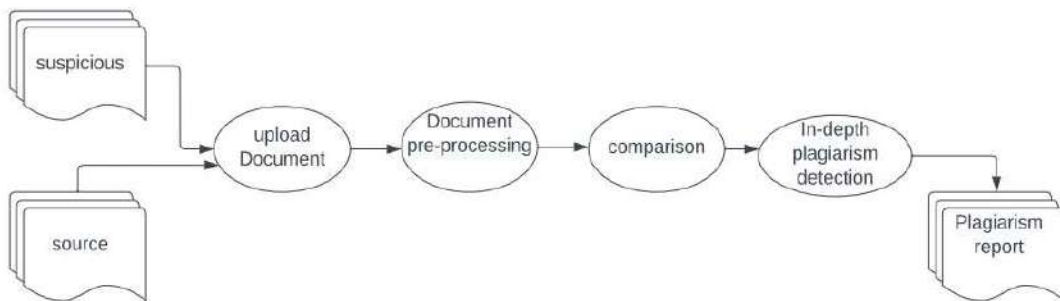 suspicious
upload
Document
Document
pre-processing
comparison
In-depth
plagiarism
detection
source
Plagiarism
report